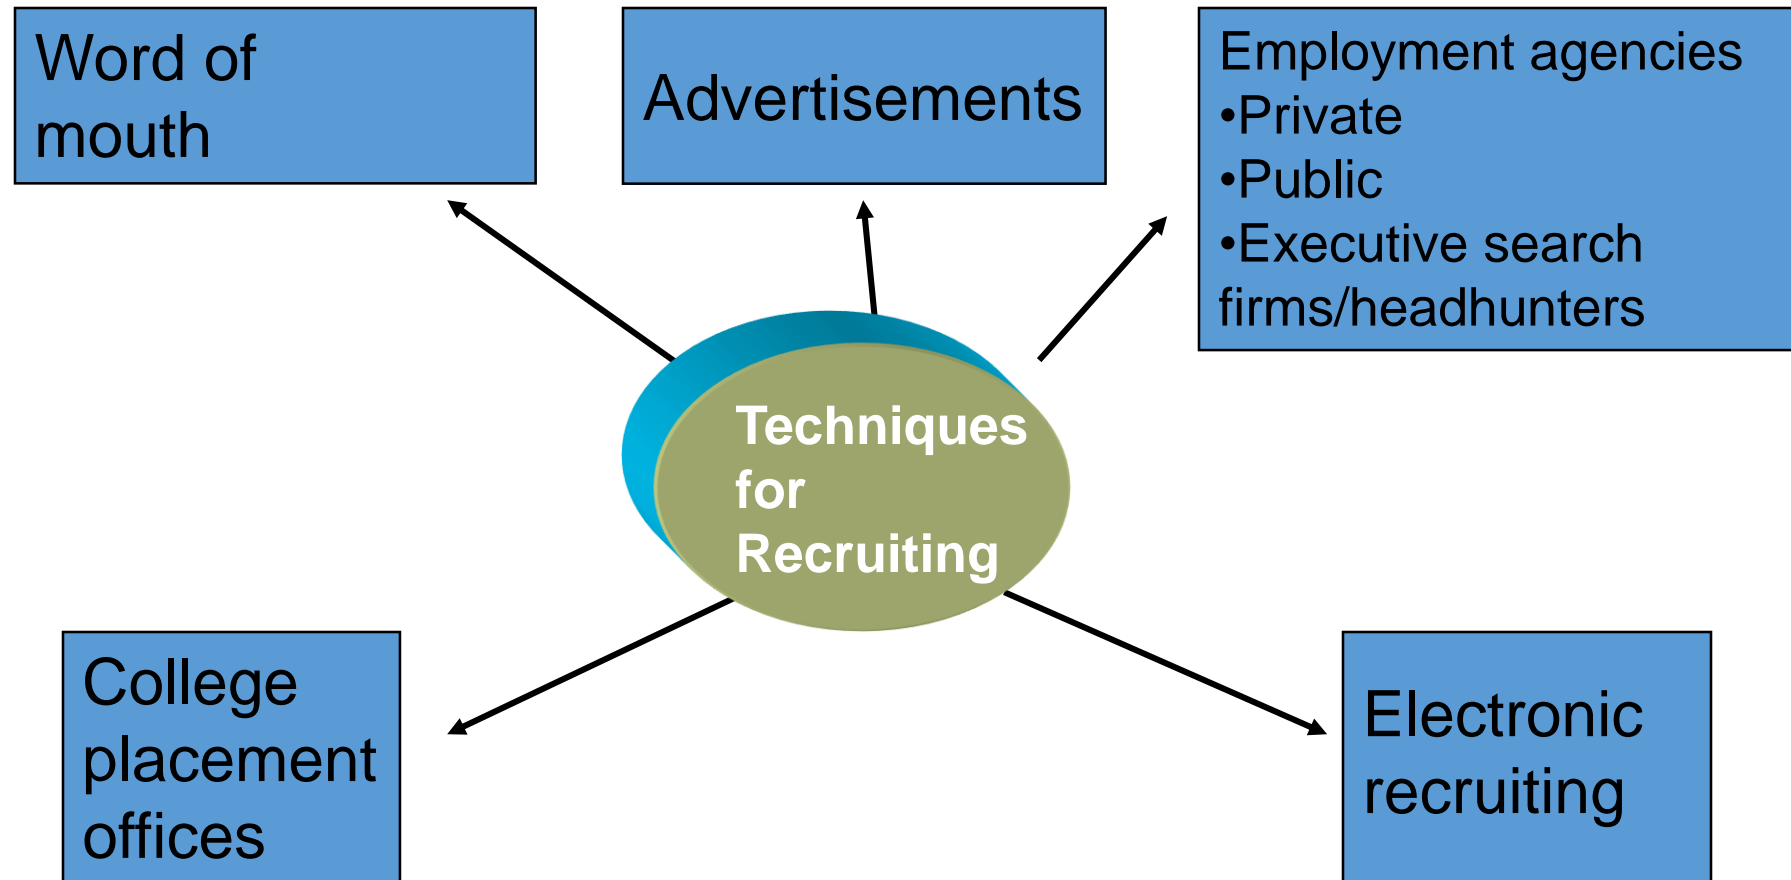 Word of
mouth
Advertisements
Employment agencies
•Private
•Public
•Executive search
firms/headhunters
Techniques
for
Recruiting
College
placement
offices
Electronic
recruiting